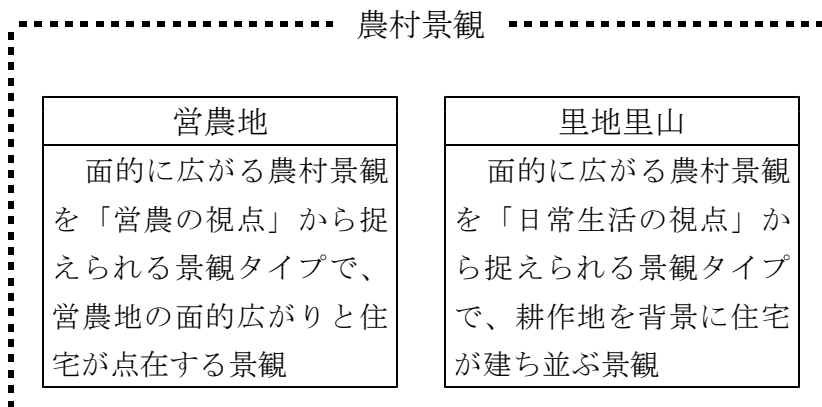 農村景観
営農地
面的に広がる農村景観
を「営農の視点」から捉
えられる景観タイプで、
営農地の面的広がりと住
宅が点在する景観
里地里山
面的に広がる農村景観
を「日常生活の視点」か
ら捉えられる景観タイプ
で、耕作地を背景に住宅
が建ち並ぶ景観